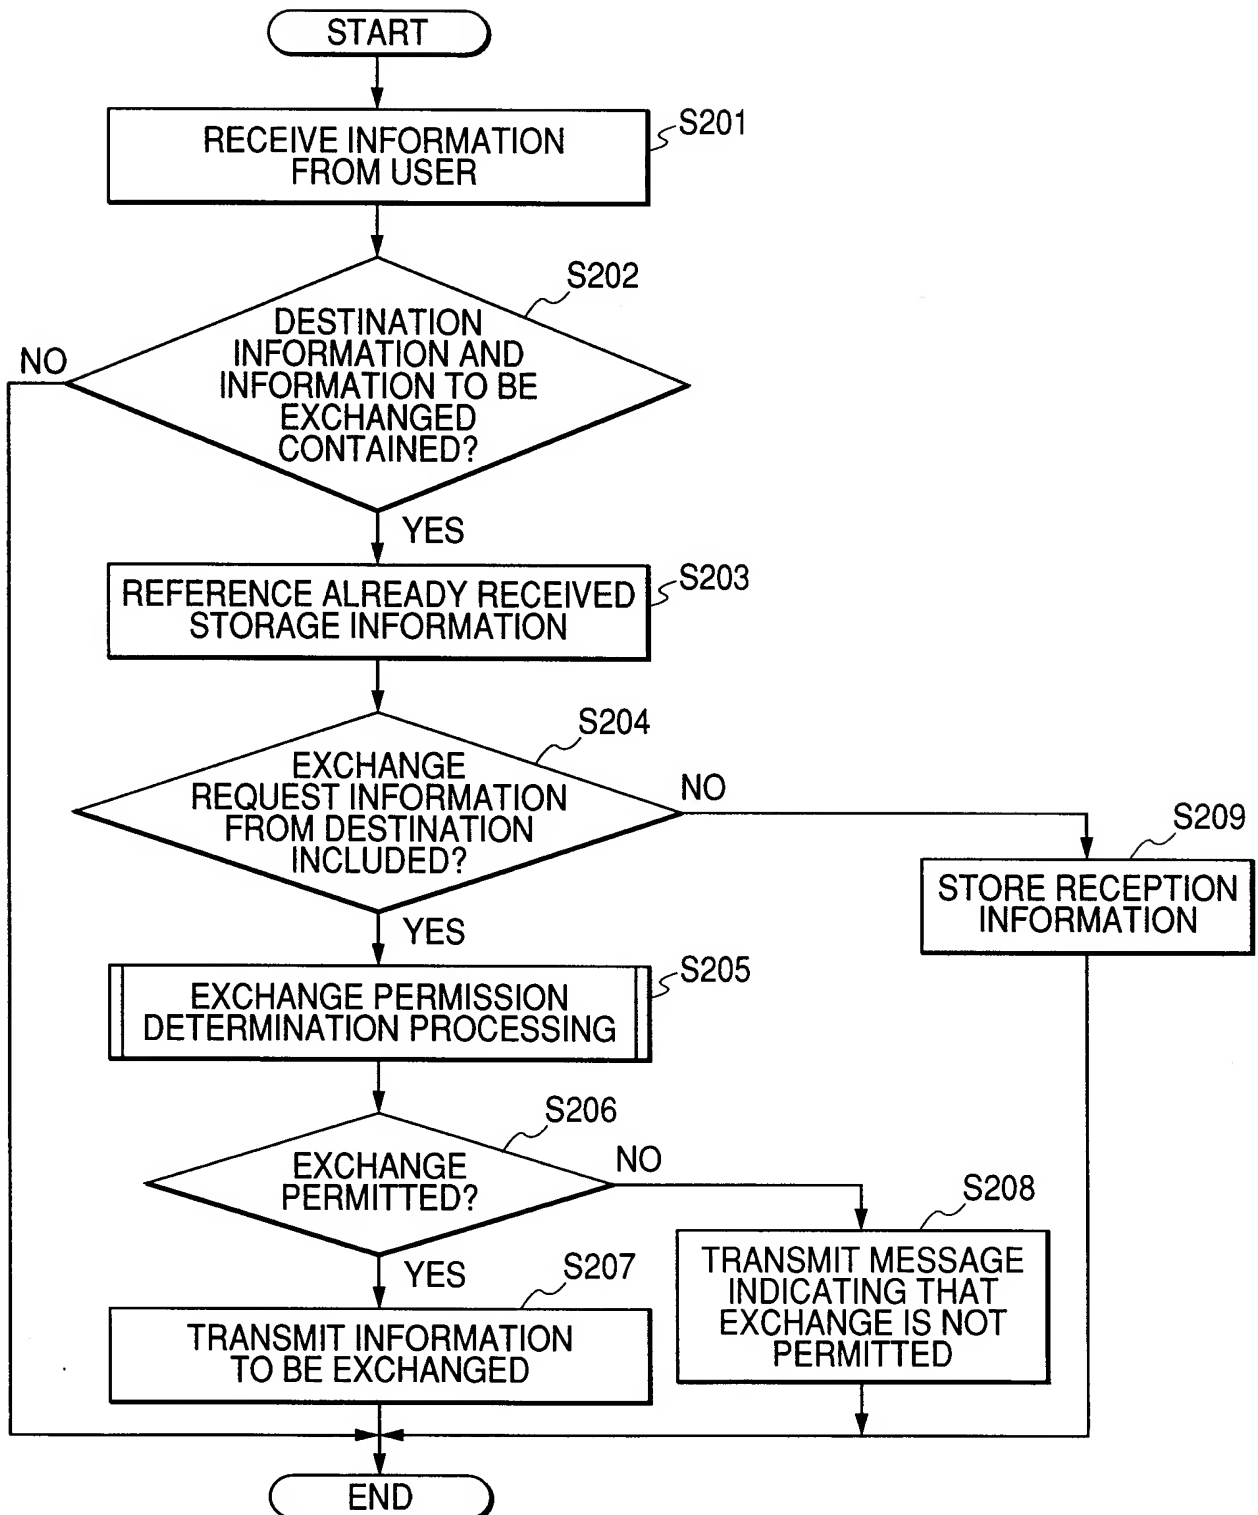 START
RECEIVE INFORMATION
FROM USER
S201
S202
DESTINATION
INFORMATION AND
INFORMATION TO BE
EXCHANGED
CONTAINED?
NO
YES
REFERENCE ALREADY RECEIVED
STORAGE INFORMATION
S203
S204
EXCHANGE
REQUEST INFORMATION
FROM DESTINATION
INCLUDED?
NO
YES
S209
STORE RECEPTION
INFORMATION
EXCHANGE PERMISSION
DETERMINATION PROCESSING
S205
S206
EXCHANGE
PERMITTED?
NO
YES
S208
TRANSMIT MESSAGE
INDICATING THAT
EXCHANGE IS NOT
PERMITTED
S207
TRANSMIT INFORMATION
TO BE EXCHANGED
END